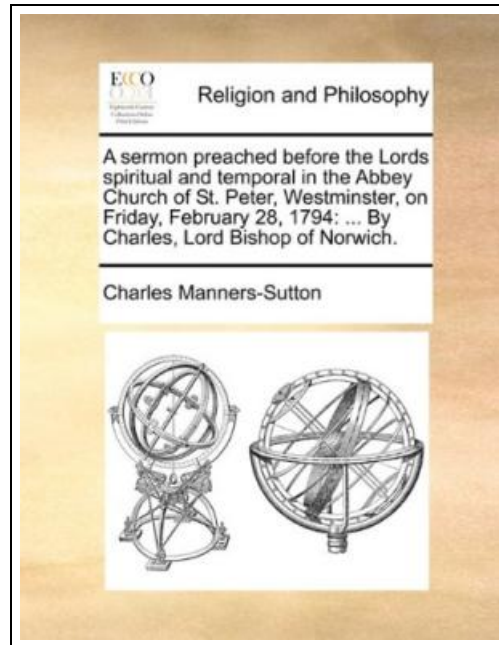 ECCO
Religion and Philosophy
A sermon preached before the Lords
spiritual and temporal in the Abbey
Church of St. Peter, Westminster, on
Friday, February 28, 1794: ... By
Charles, Lord Bishop of Norwich.
Charles Manners-Sutton